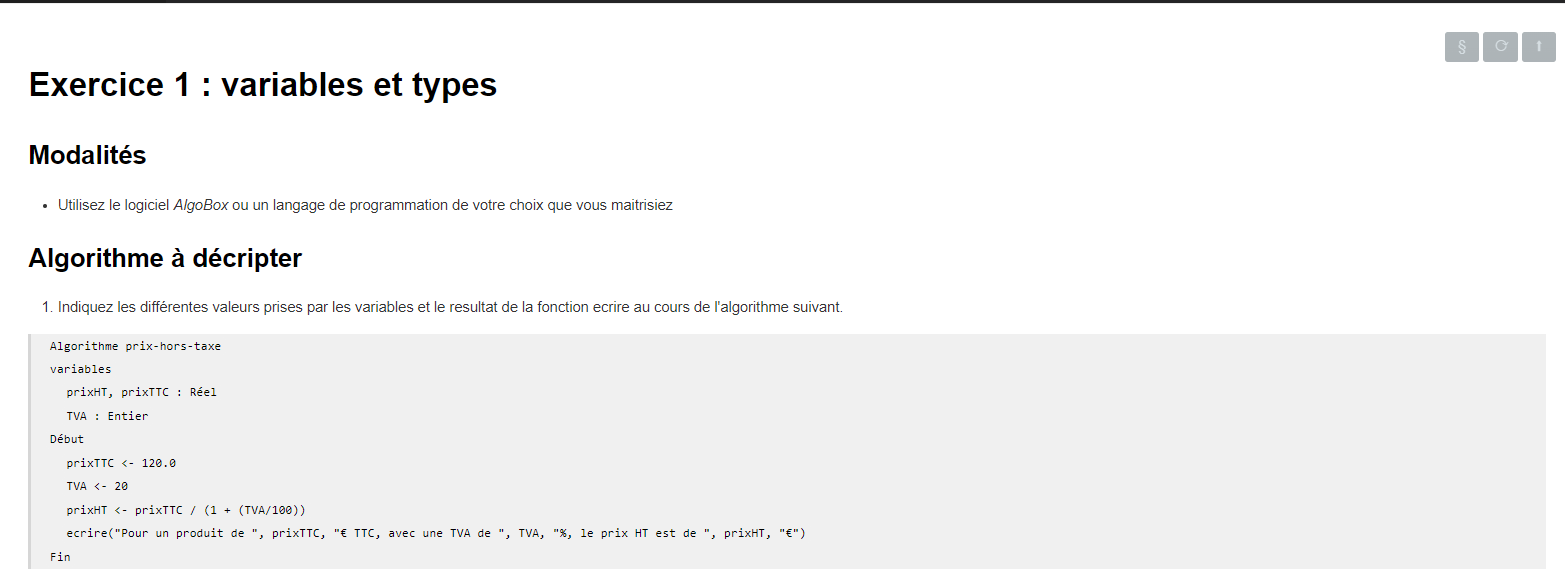 § ⟳ ⬆
Exercice 1 : variables et types
Modalités
• Utilisez le logiciel AlgoBox ou un langage de programmation de votre choix que vous maitrisiez
Algorithme à décripter
1. Indiquez les différentes valeurs prises par les variables et le resultat de la fonction ecrire au cours de l'algorithme suivant.
Algorithme prix-hors-taxe
variables
prixHT, prixTTC : Réel
TVA : Entier
Début
prixTTC <- 120.0
TVA <- 20
prixHT <- prixTTC / (1 + (TVA/100))
ecrire("Pour un produit de ", prixTTC, "€ TTC, avec une TVA de ", TVA, "%, le prix HT est de ", prixHT, "€")
Fin